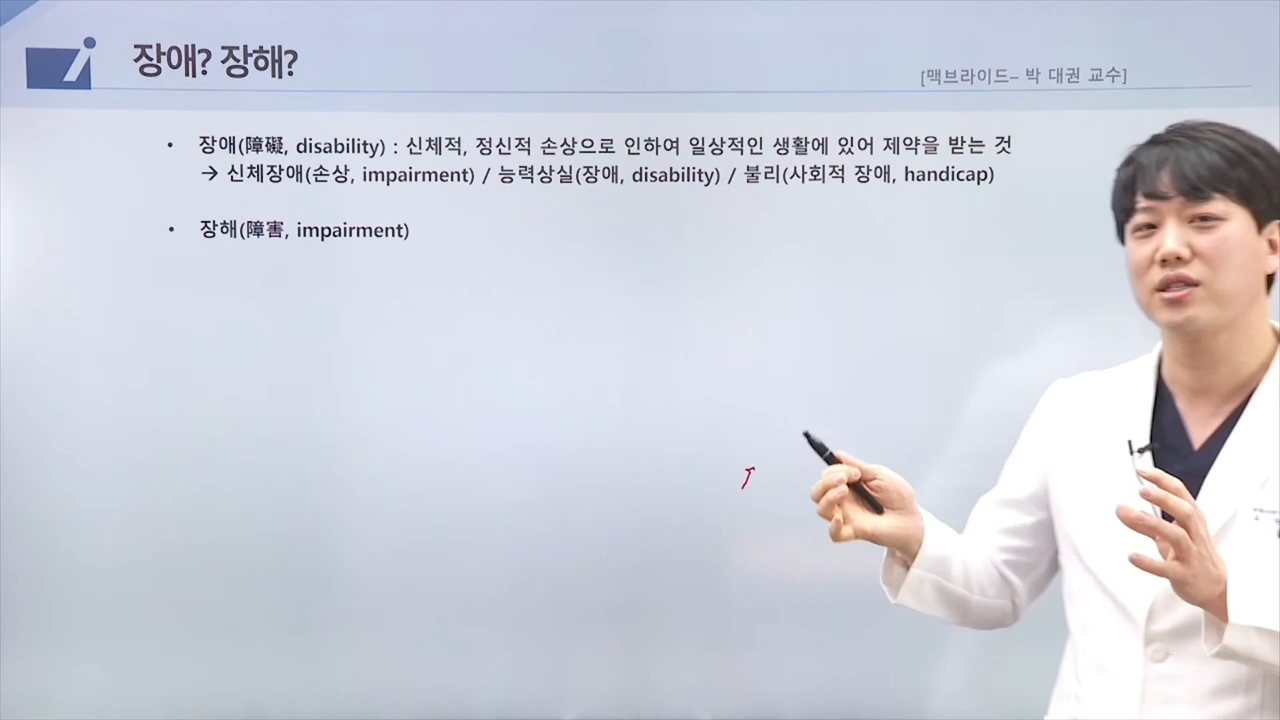 장애? 장해?
[맥브라이드– 박 대권 교수]
• 장애(障礙, disability) : 신체적, 정신적 손상으로 인하여 일상적인 생활에 있어 제약을 받는 것
→ 신체장애(손상, impairment) / 능력상실(장애, disability) / 불리(사회적 장애, handicap)
• 장해(障害, impairment)